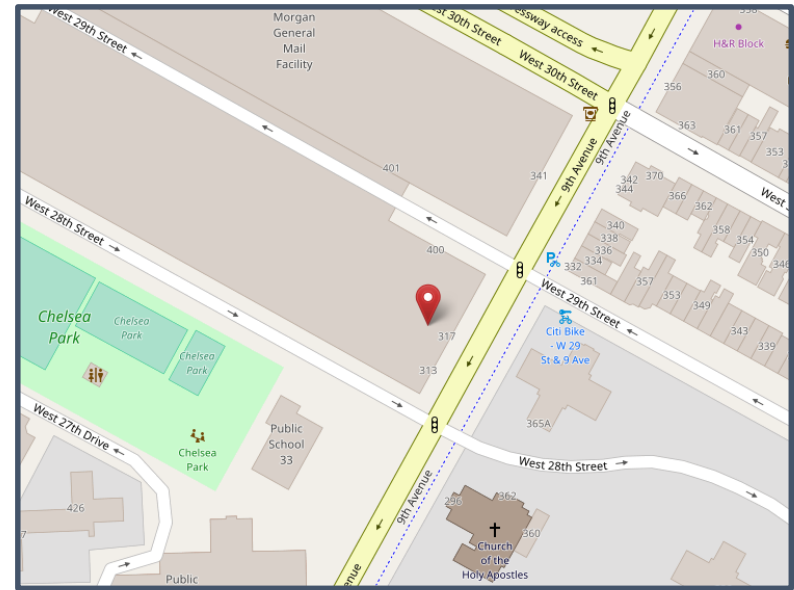 West 29th Street
Morgan
General
Mail
Facility
West 30th Street
essway access
West 30th Street
H&R Block
360
356
363
361
357
353
9th Avenue
9th Avenue
401
341
342
344
370
366
362
358
354
350
346
West
340
338
336
334
332
361
357
353
349
343
339
West 28th Street
400
West 29th Street
Citi Bike
- W 29
St & 9 Ave
317
313
365A
Chelsea
Park
Chelsea
Park
Chelsea
Park
Chelsea
Park
West 27th Drive
Public
School
33
West 28th Street
426
9th Avenue
296
362
360
Church
of the
Holy Apostles
Public
enue